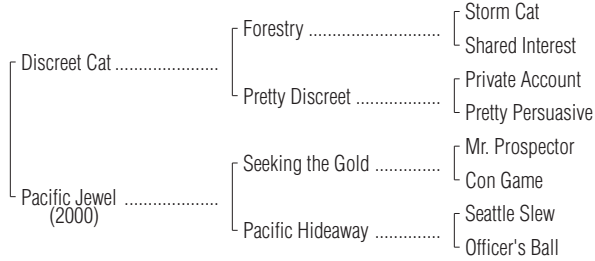 Storm Cat
Forestry ............................
Shared Interest
Discreet Cat ......................
Private Account
Pretty Discreet ..................
Pretty Persuasive
Mr. Prospector
Seeking the Gold ..............
Con Game
Pacific Jewel ....................
(2000)
Seattle Slew
Pacific Hideaway ..............
Officer's Ball